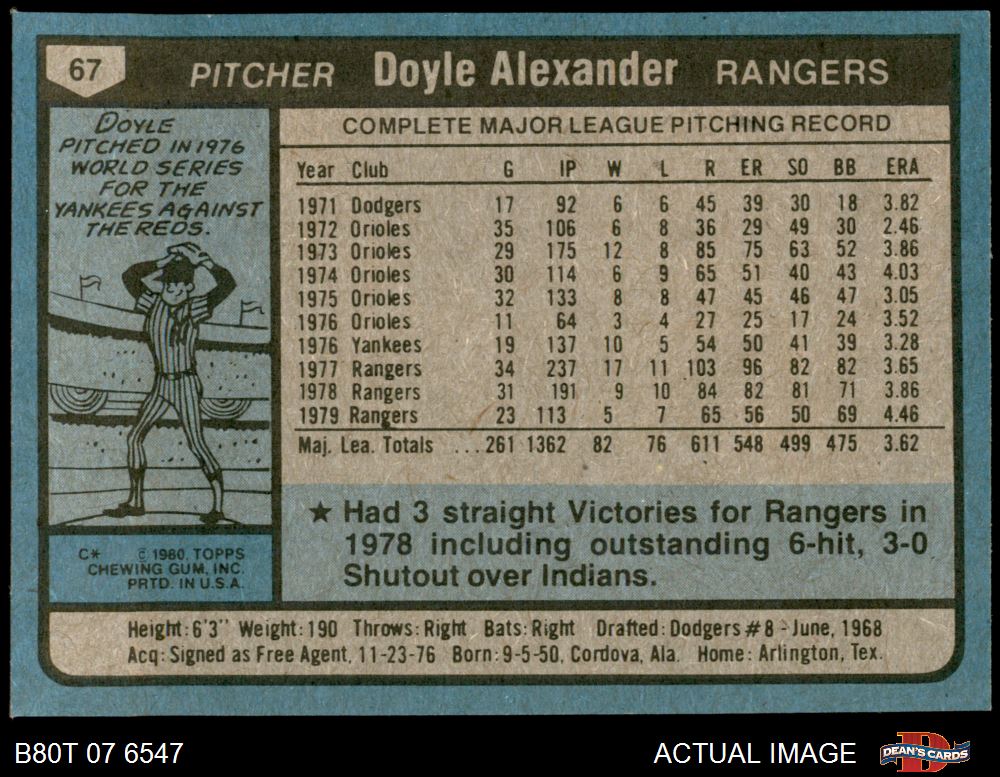 67 PITCHER Doyle Alexander RANGERS
DOYLE
PITCHED IN 1976
WORLD SERIES
FOR THE
YANKEES AGAINST
THE REDS.
C* © 1980, TOPPS
CHEWING GUM, INC.
PRTD. IN U.S.A.
COMPLETE MAJOR LEAGUE PITCHING RECORD
Year Club G IP W L R ER SO BB ERA
1971 Dodgers 17 92 6 6 45 39 30 18 3.82
1972 Orioles 35 106 6 8 36 29 49 30 2.46
1973 Orioles 29 175 12 8 85 75 63 52 3.86
1974 Orioles 30 114 6 9 65 51 40 43 4.03
1975 Orioles 32 133 8 8 47 45 46 47 3.05
1976 Orioles 11 64 3 4 27 25 17 24 3.52
1976 Yankees 19 137 10 5 54 50 41 39 3.28
1977 Rangers 34 237 17 11 103 96 82 82 3.65
1978 Rangers 31 191 9 10 84 82 81 71 3.86
1979 Rangers 23 113 5 7 65 56 50 69 4.46
Maj. Lea. Totals ...261 1362 82 76 611 548 499 475 3.62
★ Had 3 straight Victories for Rangers in
1978 including outstanding 6-hit, 3-0
Shutout over Indians.
Height: 6'3" Weight: 190 Throws: Right Bats: Right Drafted: Dodgers #8 - June, 1968
Acq: Signed as Free Agent, 11-23-76 Born: 9-5-50, Cordova, Ala. Home: Arlington, Tex.
B80T 07 6547 ACTUAL IMAGE DEAN'S CARDS